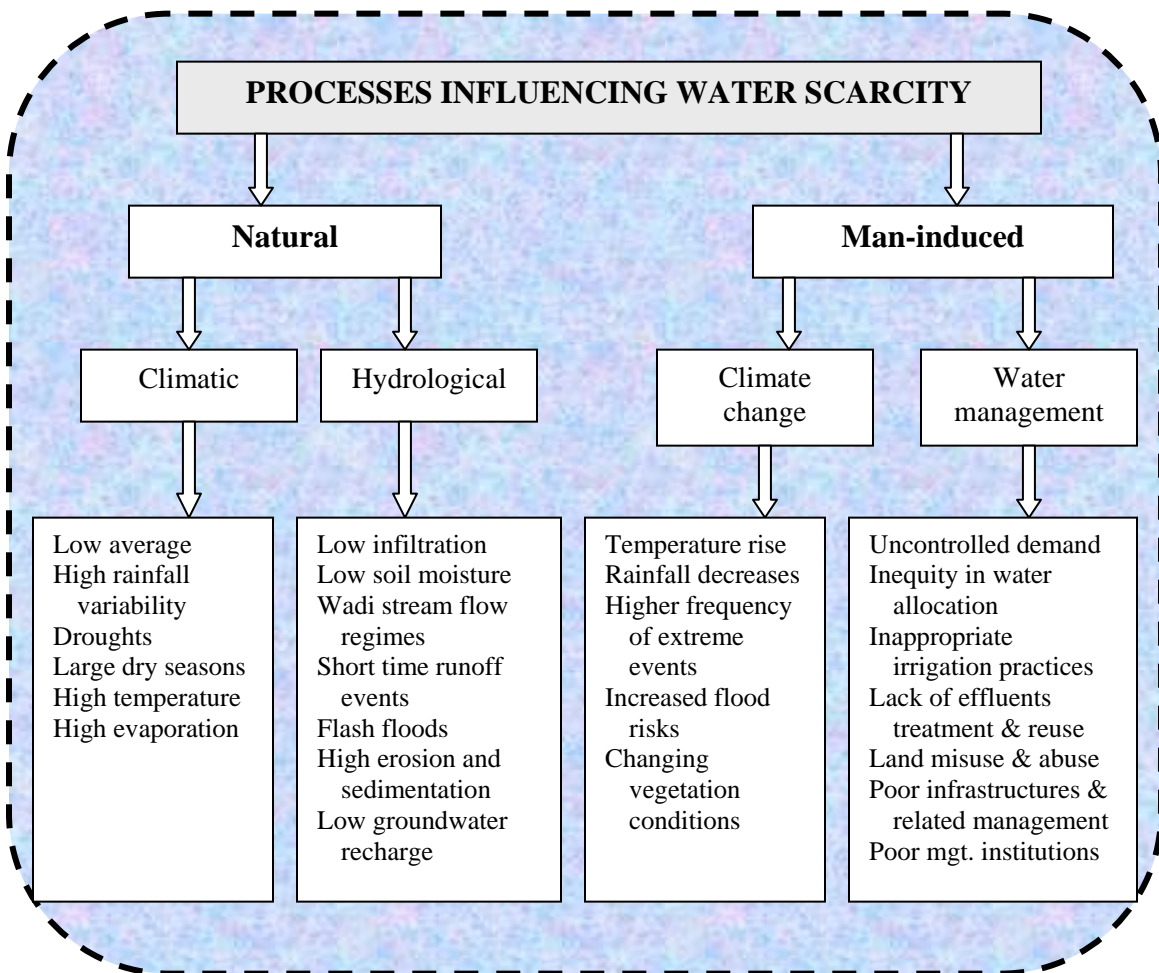 PROCESSES INFLUENCING WATER SCARCITY
Natural
Man-induced
Climatic
Hydrological
Climate
change
Water
management
Low average
High rainfall
variability
Droughts
Large dry seasons
High temperature
High evaporation
Low infiltration
Low soil moisture
Wadi stream flow
regimes
Short time runoff
events
Flash floods
High erosion and
sedimentation
Low groundwater
recharge
Temperature rise
Rainfall decreases
Higher frequency
of extreme
events
Increased flood
risks
Changing
vegetation
conditions
Uncontrolled demand
Inequity in water
allocation
Inappropriate
irrigation practices
Lack of effluents
treatment & reuse
Land misuse & abuse
Poor infrastructures &
related management
Poor mgt. institutions